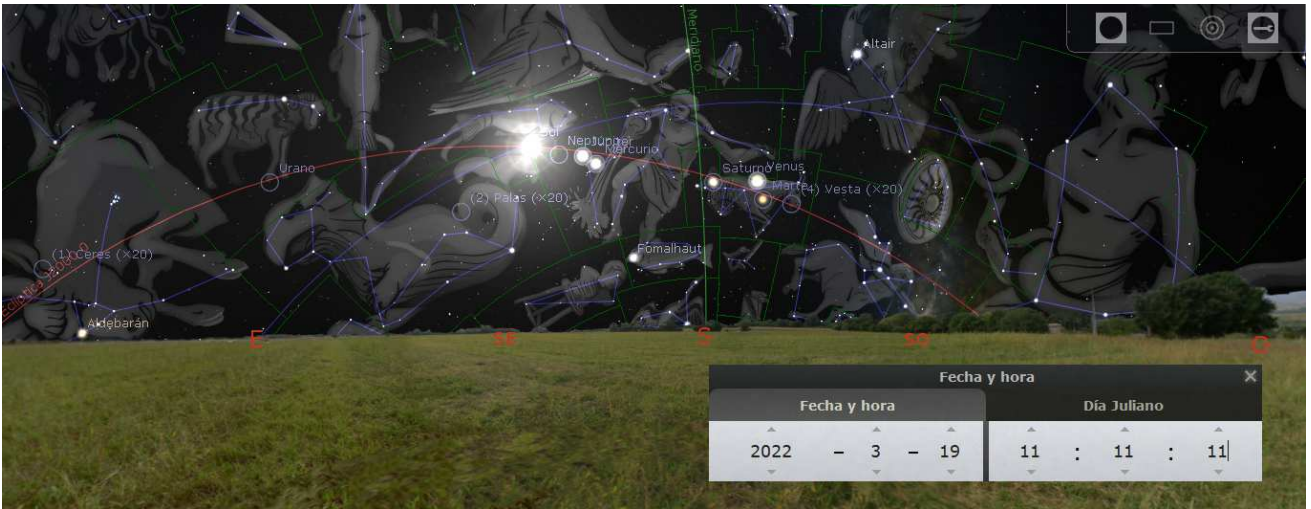 Meridiano
Altair
Sol
Neptuno
Júpiter
Mercurio
Urano
Saturno
Venus
Marte
(4) Vesta (×20)
(2) Palas (×20)
Fomalhaut
(1) Ceres (×20)
Aldebarán
E
SE
S
SO
O
Fecha y hora ×
Fecha y hora Día Juliano
2022 - 3 - 19 11 : 11 : 11